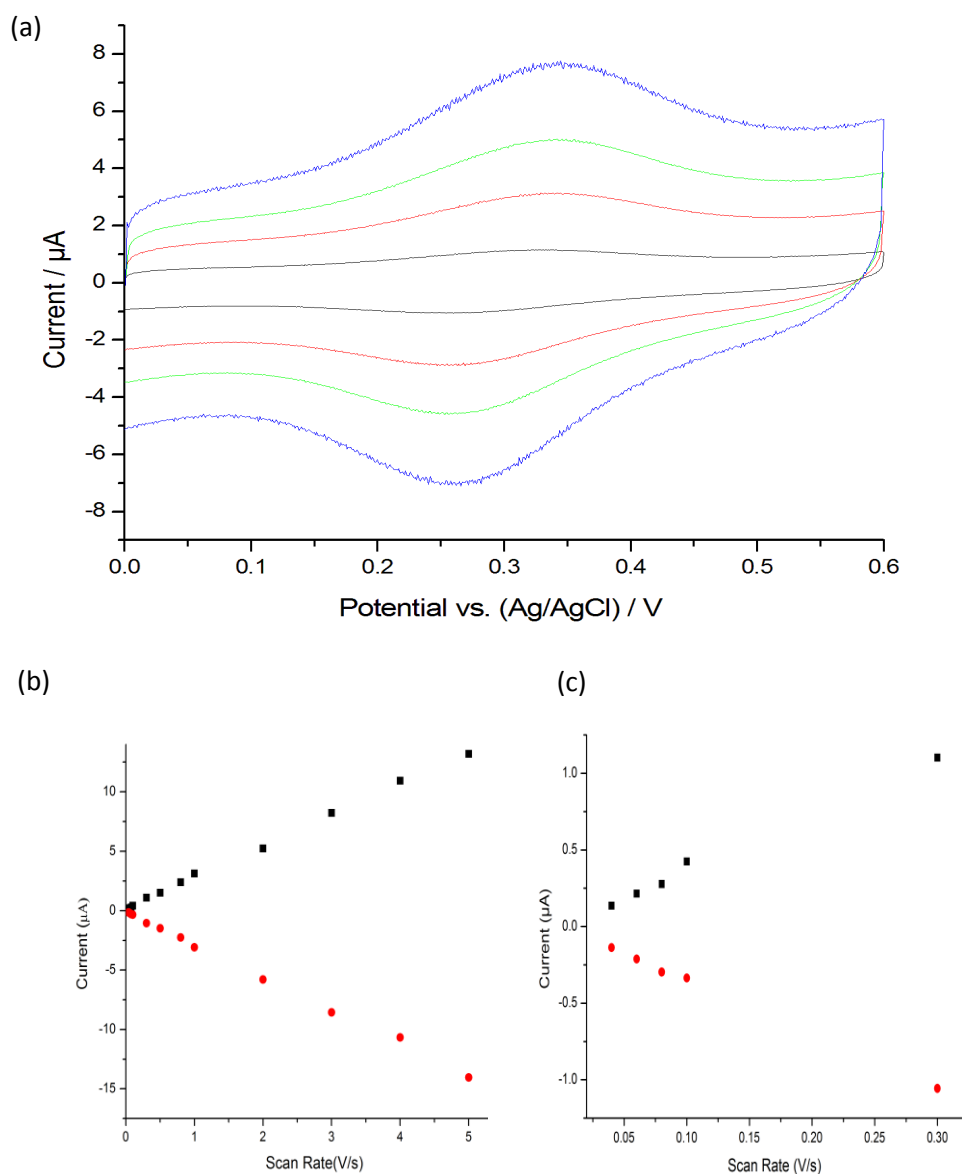 (a)
8
6
4
2
0
-2
-4
-6
-8
Current / µA
0.0 0.1 0.2 0.3 0.4 0.5 0.6
Potential vs. (Ag/AgCl) / V
(b)
(c)
10
5
0
-5
-10
-15
Current (µA)
0 1 2 3 4 5
Scan Rate(V/s)
1.0
0.5
0.0
-0.5
-1.0
Current (µA)
0.05 0.10 0.15 0.20 0.25 0.30
Scan Rate (V/s)